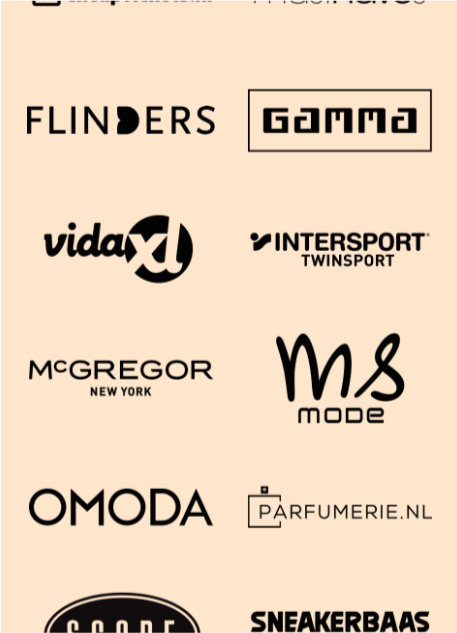 FLINDERS
GAMMA
vidaXL
INTERSPORT
TWINSPORT
McGREGOR
NEW YORK
ms
mode
OMODA
PARFUMERIE.NL
SNEAKERBAAS